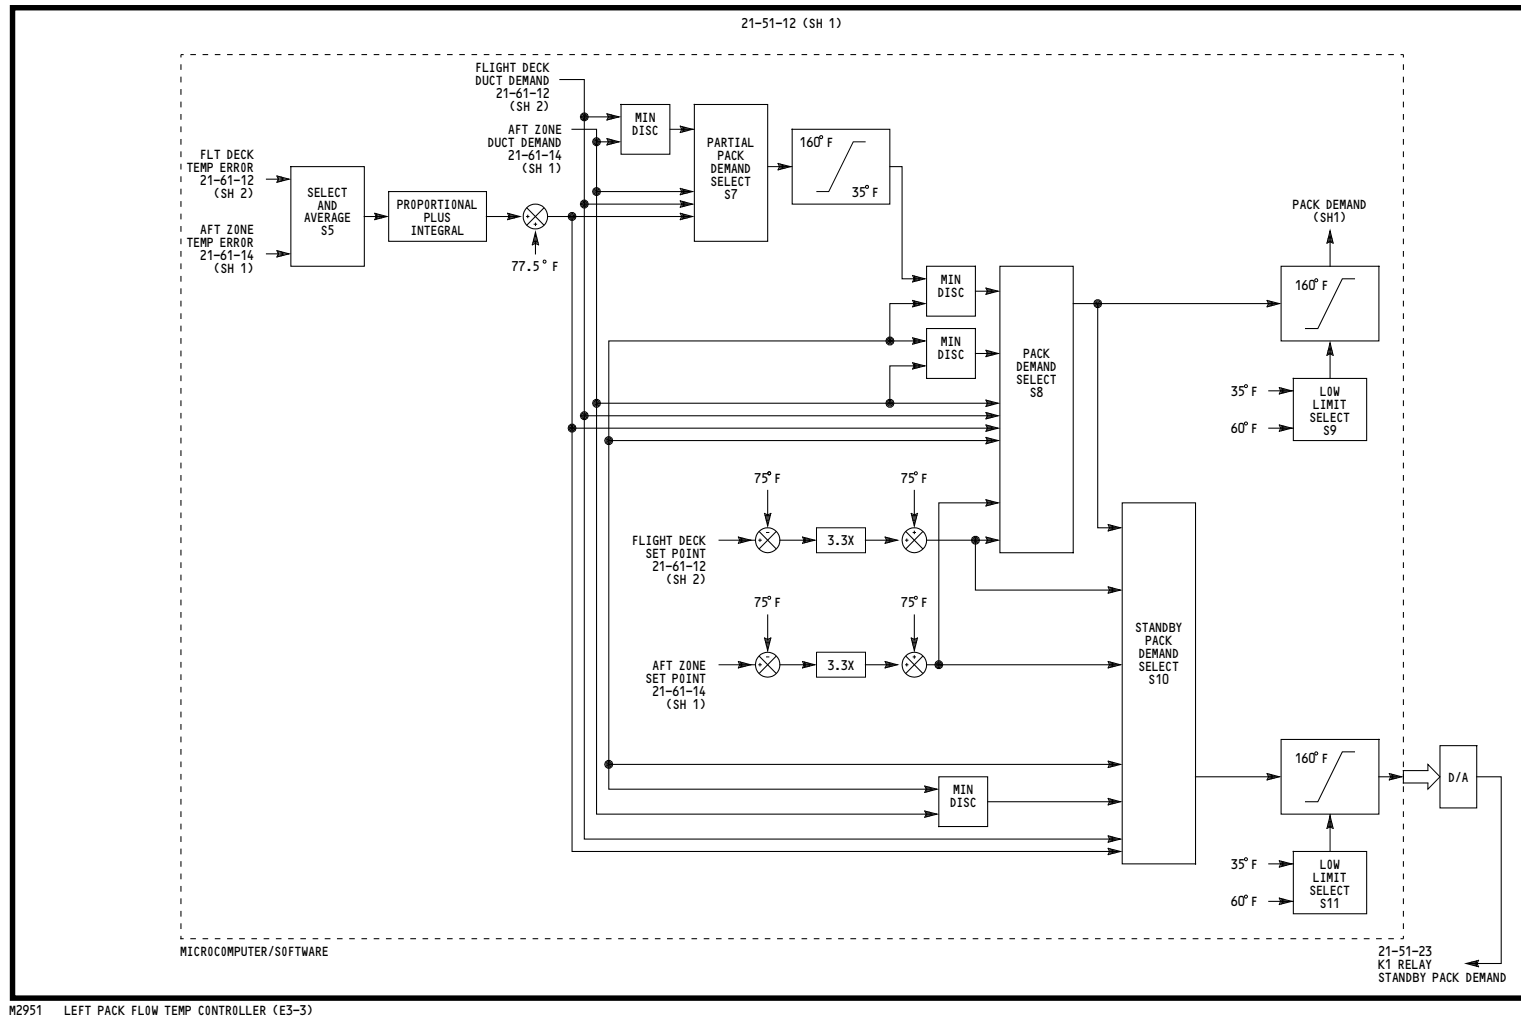 21-51-12 (SH 1)
FLIGHT DECK
DUCT DEMAND
21-61-12
(SH 2)
AFT ZONE
DUCT DEMAND
21-61-14
(SH 1)
MIN
DISC
PARTIAL
PACK
DEMAND
SELECT
S7
160°F
35°F
FLT DECK
TEMP ERROR
21-61-12
(SH 2)
AFT ZONE
TEMP ERROR
21-61-14
(SH 1)
SELECT
AND
AVERAGE
S5
PROPORTIONAL
PLUS
INTEGRAL
+
+
77.5°F
MIN
DISC
MIN
DISC
PACK
DEMAND
SELECT
S8
PACK DEMAND
(SH1)
160°F
35°F
60°F
LOW
LIMIT
SELECT
S9
75°F
75°F
FLIGHT DECK
SET POINT
21-61-12
(SH 2)
+
-
3.3X
+
+
75°F
75°F
AFT ZONE
SET POINT
21-61-14
(SH 1)
+
-
3.3X
+
+
STANDBY
PACK
DEMAND
SELECT
S10
MIN
DISC
160°F
D/A
35°F
60°F
LOW
LIMIT
SELECT
S11
MICROCOMPUTER/SOFTWARE
21-51-23
K1 RELAY
STANDBY PACK DEMAND
M2951 LEFT PACK FLOW TEMP CONTROLLER (E3-3)